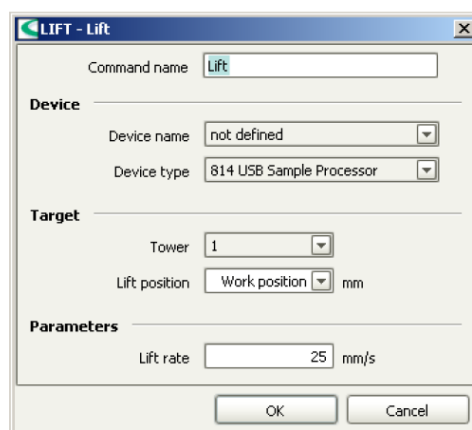 LIFT - Lift
Command name Lift
Device
Device name not defined
Device type 814 USB Sample Processor
Target
Tower 1
Lift position Work position mm
Parameters
Lift rate 25 mm/s
OK Cancel